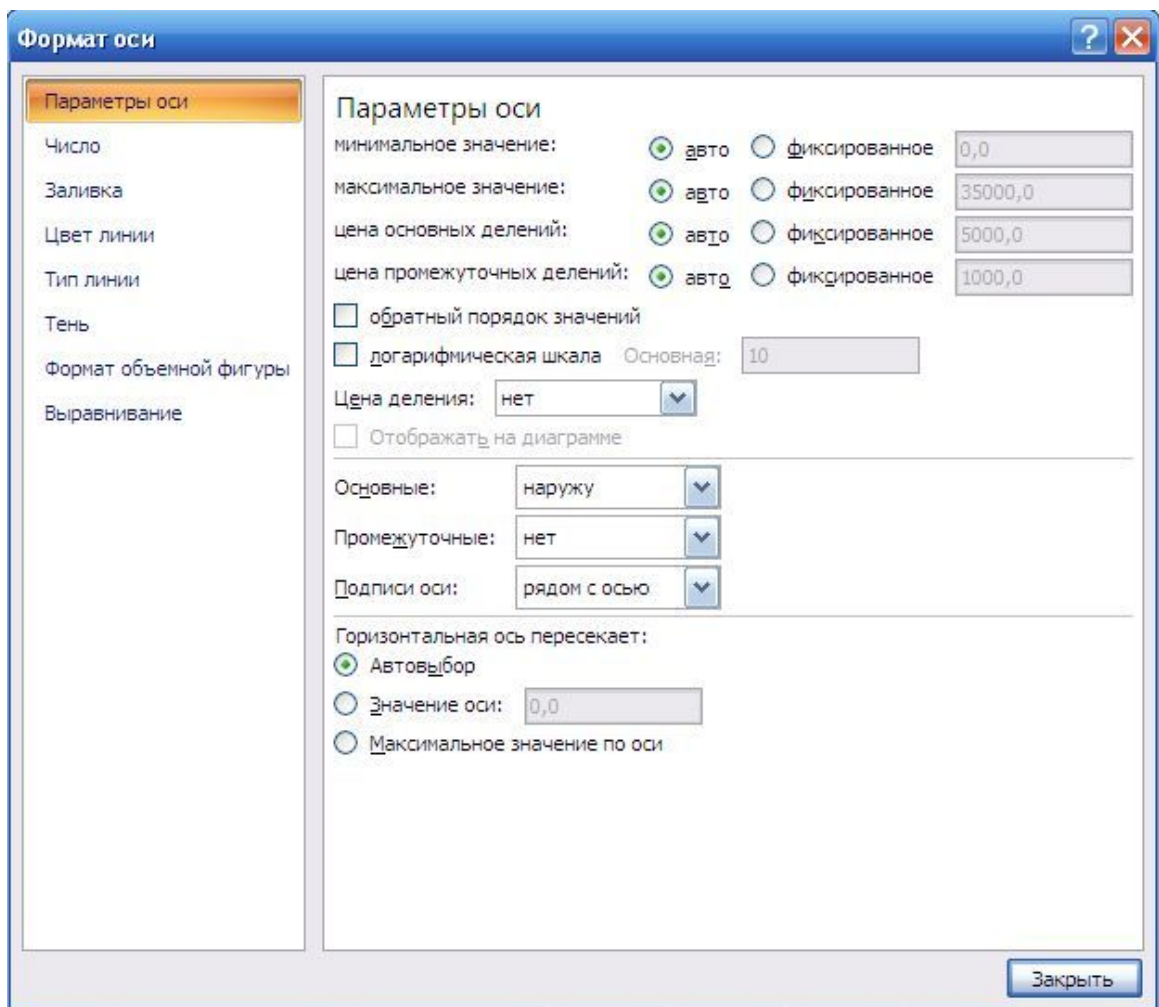 Формат оси
Параметры оси
Число
Заливка
Цвет линии
Тип линии
Тень
Формат объемной фигуры
Выравнивание
Параметры оси
минимальное значение: авто фиксированное 0,0
максимальное значение: авто фиксированное 35000,0
цена основных делений: авто фиксированное 5000,0
цена промежуточных делений: авто фиксированное 1000,0
обратный порядок значений
логарифмическая шкала Основная: 10
Цена деления: нет
Отображать на диаграмме
Основные: наружу
Промежуточные: нет
Подписи оси: рядом с осью
Горизонтальная ось пересекает:
Автовыбор
Значение оси: 0,0
Максимальное значение по оси
Закрыть